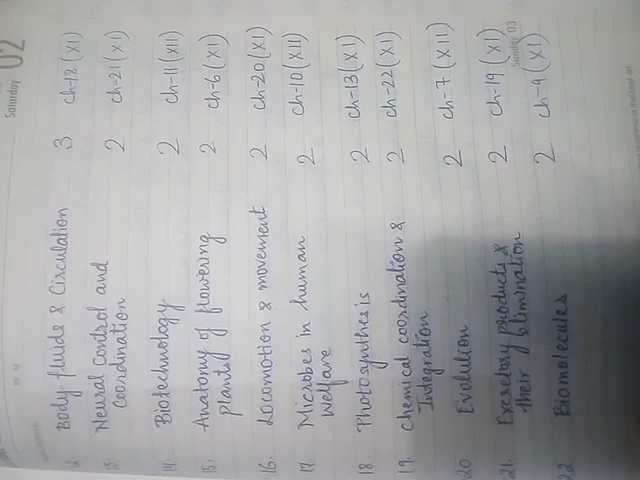 Saturday 02
12. Body fluids & Circulation 3 ch-18 (XI)
13. Neural Control and 2 ch-21 (XI)
Coordination
14. Biotechnology 2 ch-11 (XII)
15. Anatomy of flowering 2 ch-6 (XI)
plants
16. Locomotion & movement 2 ch-20 (XI)
17. Microbes in human 2 ch-10 (XII)
Welfare
18. Photosynthesis 2 ch-13 (XI)
19. Chemical coordination & 2 ch-22 (XI)
Integration
20 Evolution 2 ch-7 (XII)
21. Excretory products & 2 ch-19 (XI)
their Elimination
Sunday 03
22 Biomolecules 2 ch-9 (XI)